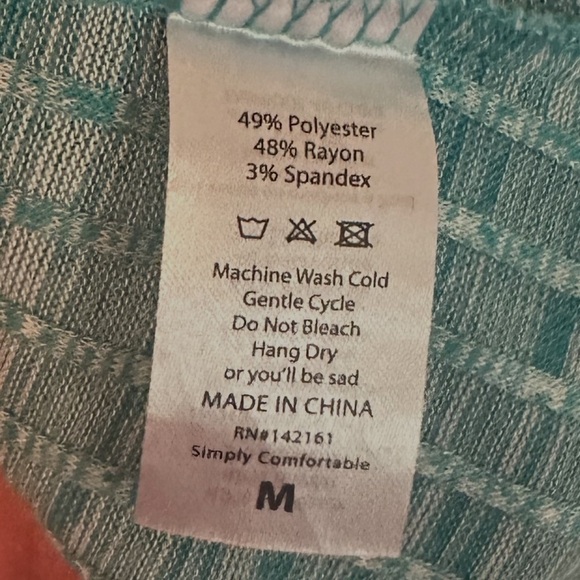 49% Polyester
48% Rayon
3% Spandex
Machine Wash Cold
Gentle Cycle
Do Not Bleach
Hang Dry
or you'll be sad
MADE IN CHINA
RN#142161
Simply Comfortable
M